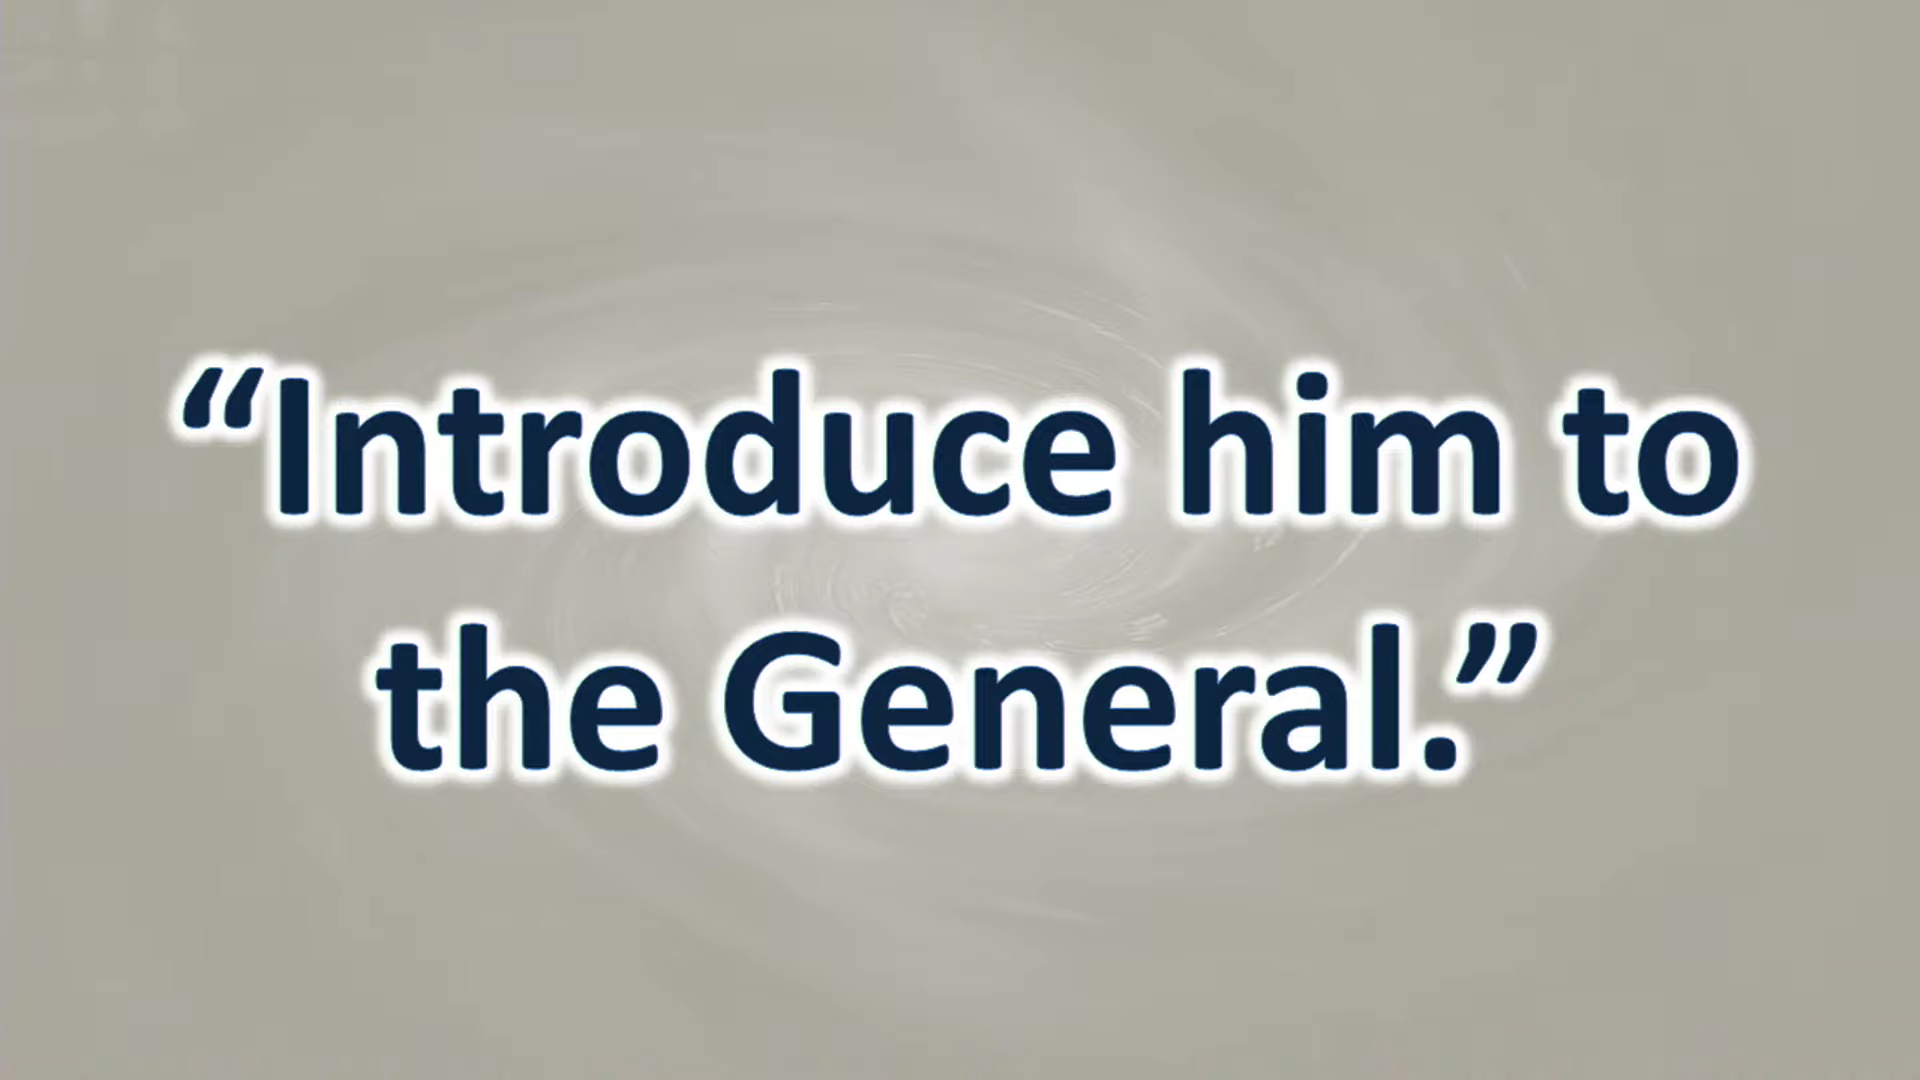 “Introduce him to
the General.”